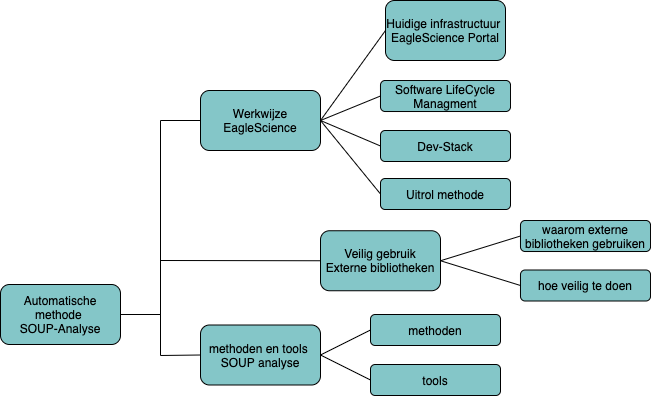 Huidige infrastructuur
EagleScience Portal
Software LifeCycle
Managment
Werkwijze
EagleScience
Dev-Stack
Uitrol methode
waarom externe
bibliotheken gebruiken
Veilig gebruik
Externe bibliotheken
hoe veilig te doen
Automatische
methode
SOUP-Analyse
methoden
methoden en tools
SOUP analyse
tools